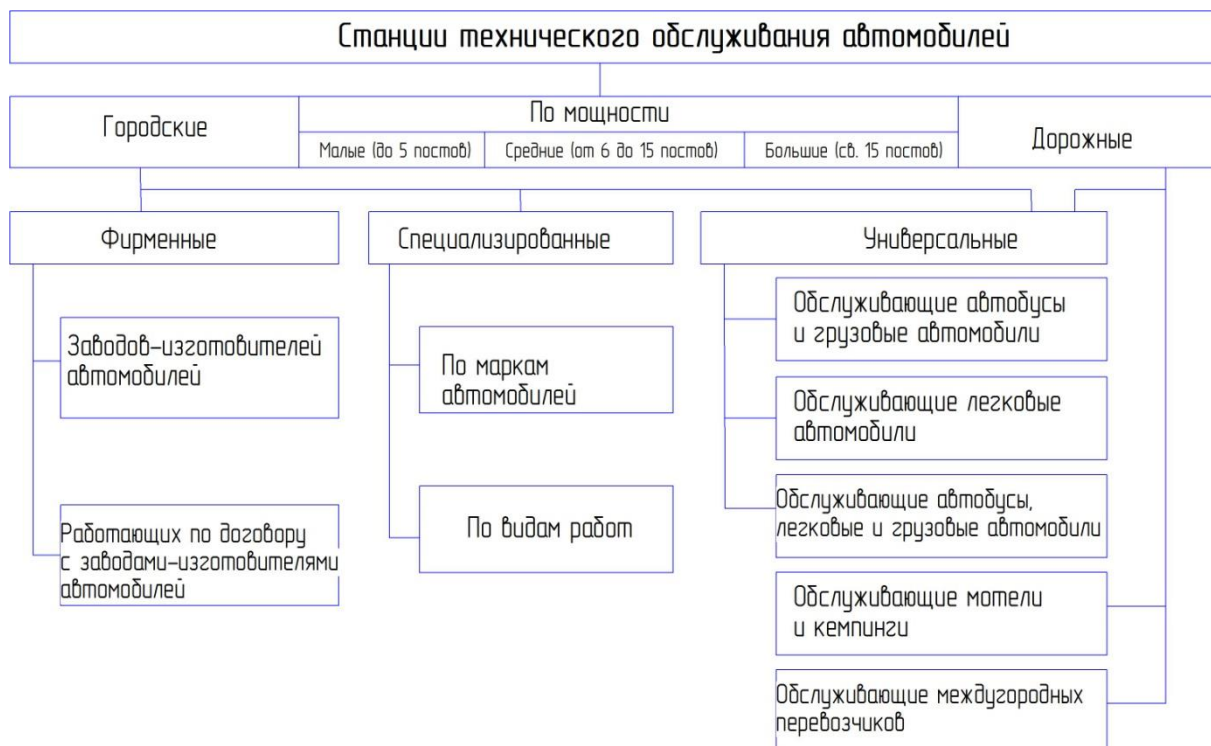 Станции технического обслуживания автомобилей
Городские
По мощности
Малые (до 5 постов)
Средние (от 6 до 15 постов)
Большие (св. 15 постов)
Дорожные
Фирменные
Специализированные
Универсальные
Заводов-изготовителей
автомобилей
Работающих по договору
с заводами-изготовителями
автомобилей
По маркам
автомобилей
По видам работ
Обслуживающие автобусы
и грузовые автомобили
Обслуживающие легковые
автомобили
Обслуживающие автобусы,
легковые и грузовые автомобили
Обслуживающие мотели
и кемпинги
Обслуживающие междугородных
перевозчиков